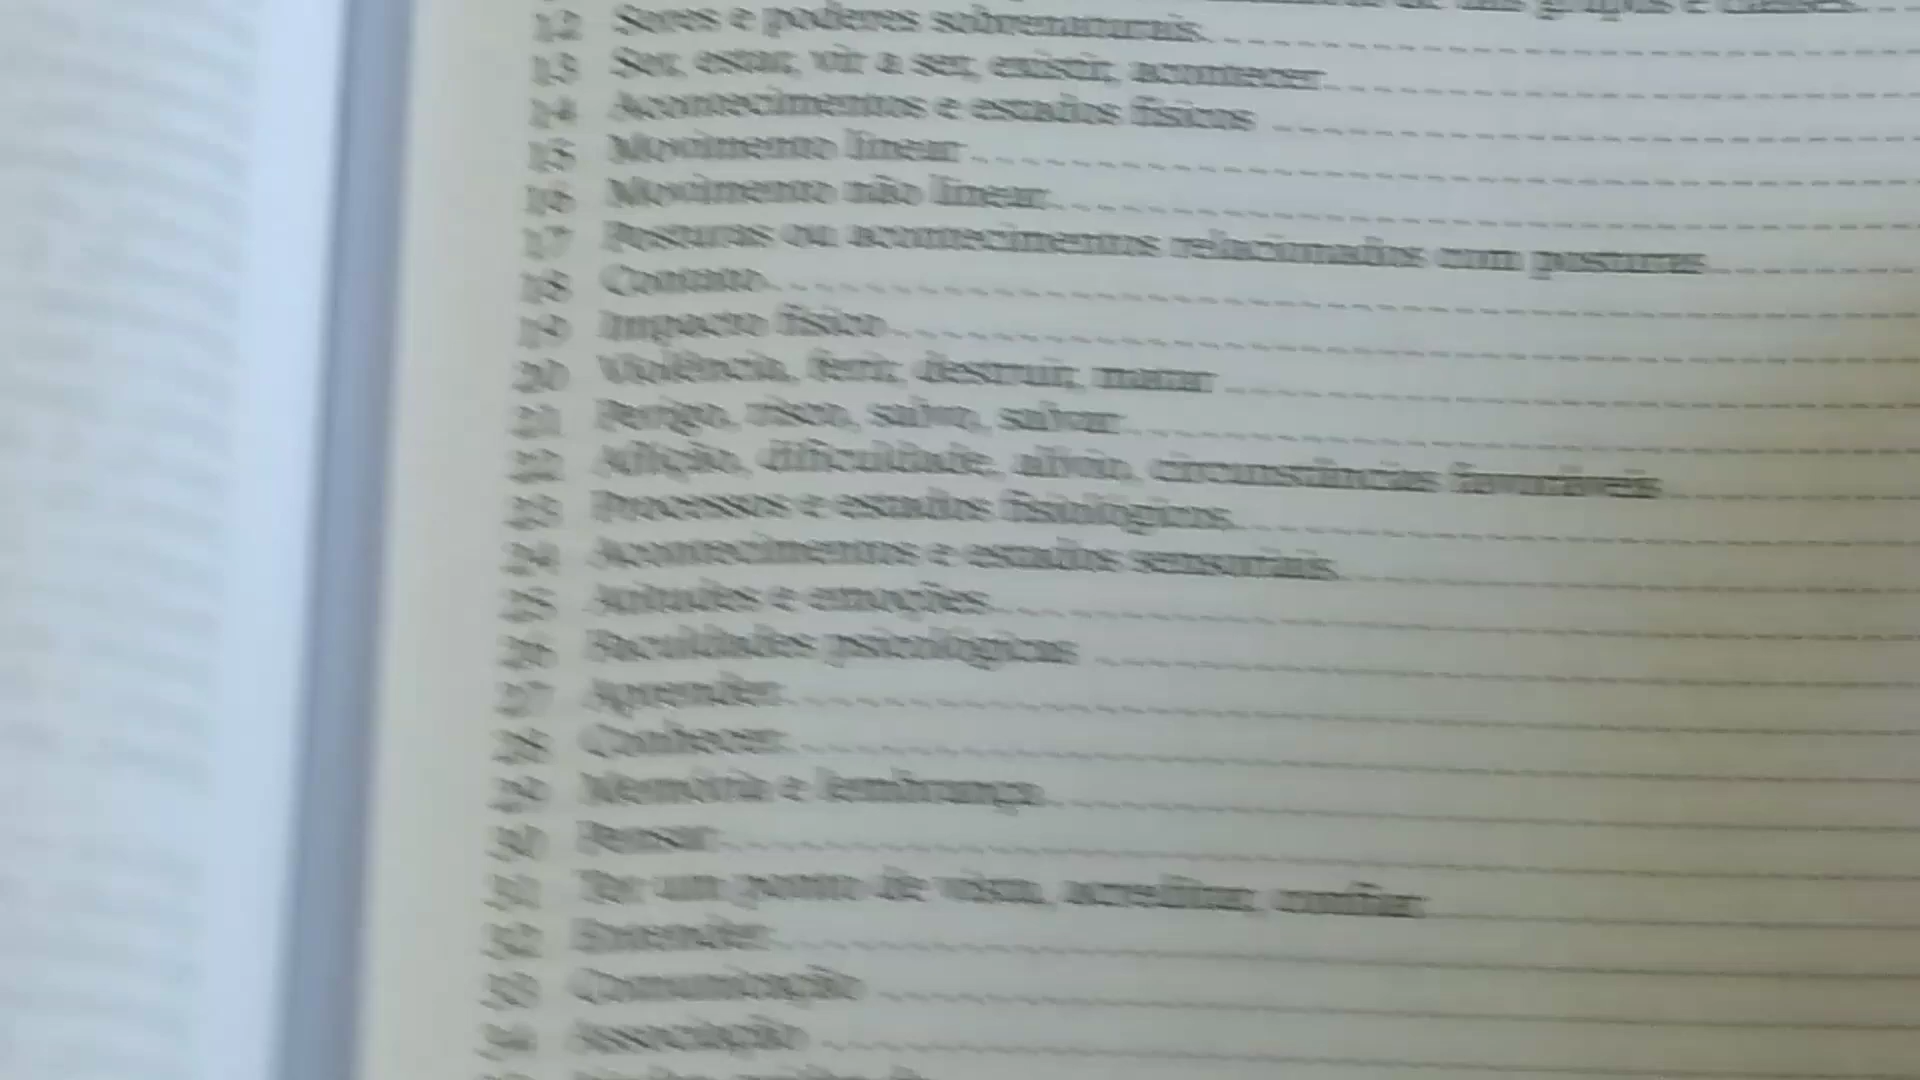 de tais grupos e classes
12 Seres e poderes sobrenaturais
13 Ser, estar, vir a ser, existir, acontecer
14 Acontecimentos e estados físicos
15 Movimento linear
16 Movimento não linear
17 Posturas ou acontecimentos relacionados com posturas
18 Contato
19 Impacto físico
20 Violência, ferir, destruir, matar
21 Perigo, risco, salvo, salvar
22 Aflição, dificuldade, alívio, circunstâncias favoráveis
23 Processos e estados fisiológicos
24 Acontecimentos e estados sensoriais
25 Atitudes e emoções
26 Faculdades psicológicas
27 Aprender
28 Conhecer
29 Memória e lembrança
30 Pensar
31 Ter um ponto de vista, acreditar, confiar
32 Entender
33 Comunicação
34 Associação